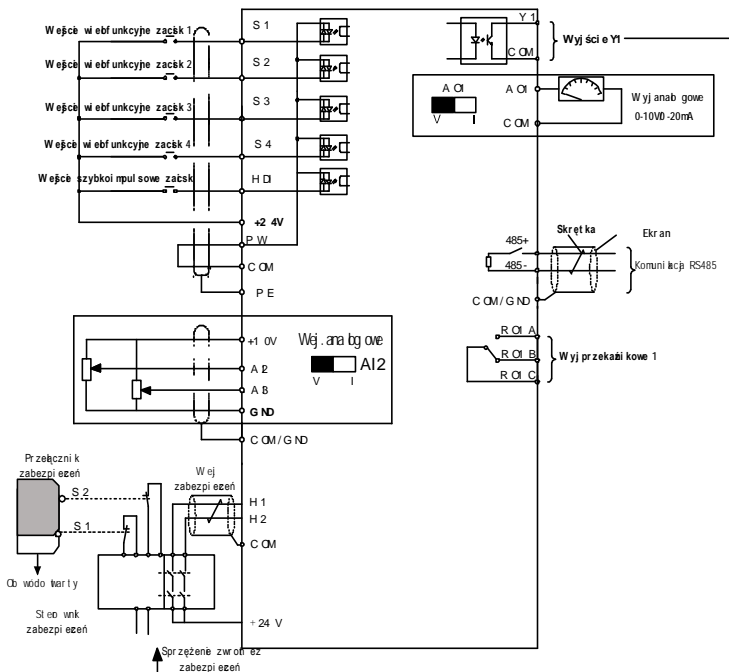 Wejście wielofunkcyjne zacisk 1
Wejście wielofunkcyjne zacisk 2
Wejście wielofunkcyjne zacisk 3
Wejście wielofunkcyjne zacisk 4
Wejście szybkoimpulsowe zacisk
S1
S2
S3
S4
HDI
+24V
PW
COM
PE
Y1
COM
Wyjście Y1
AO1
V I
AO1
COM
Wyj analogowe
0-10V/0-20mA
Skrętka
Ekran
485+
485-
COM/GND
Komunikacja RS485
RO1A
RO1B
RO1C
Wyj przekaźnikowe 1
+10V
AI2
AI3
GND
COM/GND
Wej. analogowe
AI2
V I
Przełącznik
zabezpieczeń
S2
S1
Obwód otwarty
Sterownik
zabezpieczeń
Wej
zabezpieczeń
H1
H2
COM
+24V
Sprzężenie zwrotne z
zabezpieczeń